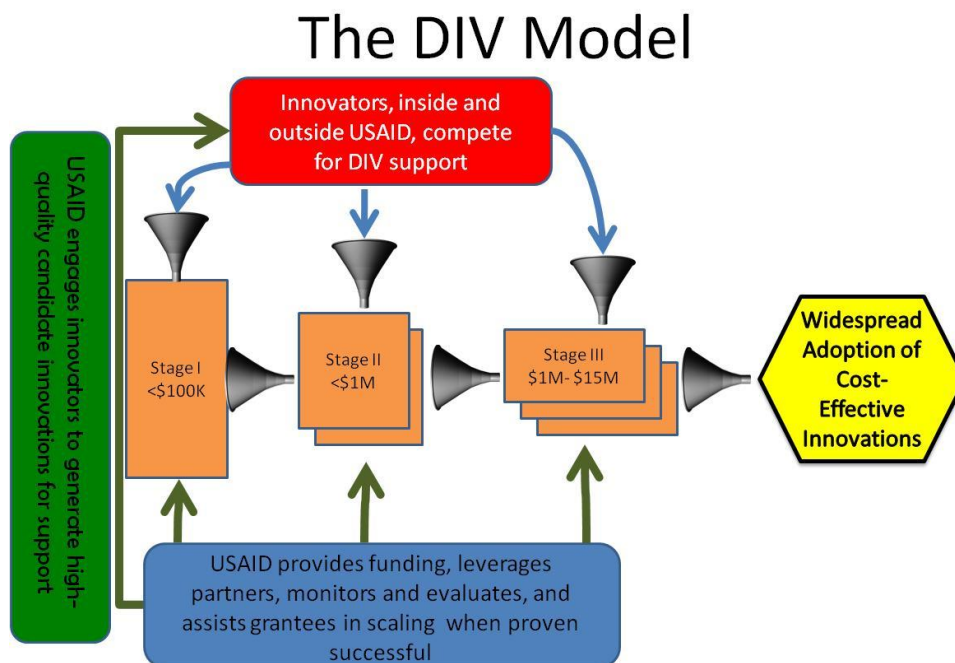 The DIV Model
Innovators, inside and
outside USAID, compete
for DIV support
USAID engages innovators to generate high-
quality candidate innovations for support
Stage I
<$100K
Stage II
<$1M
Stage III
$1M- $15M
Widespread
Adoption of
Cost-
Effective
Innovations
USAID provides funding, leverages
partners, monitors and evaluates, and
assists grantees in scaling  when proven
successful